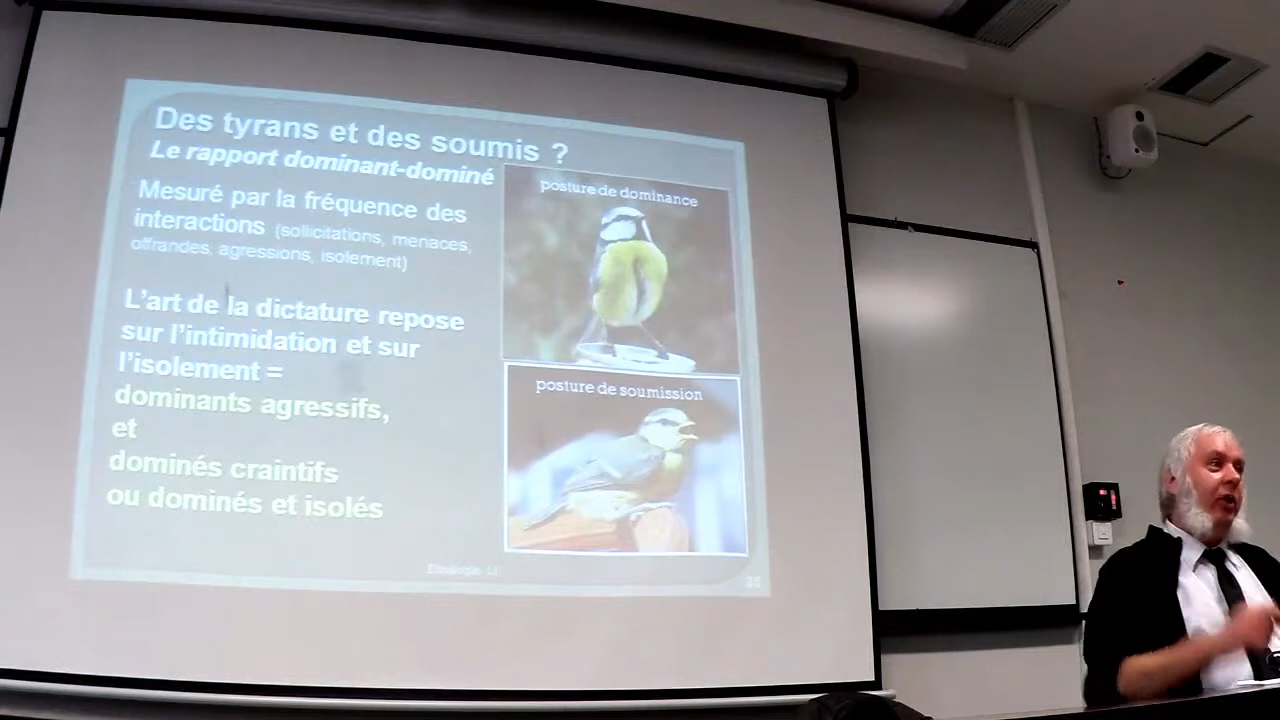 Des tyrans et des soumis ?
Le rapport dominant-dominé
Mesuré par la fréquence des
interactions (sollicitations, menaces,
offrandes, agressions, isolement)
L'art de la dictature repose
sur l'intimidation et sur
l'isolement =
dominants agressifs,
et
dominés craintifs
ou dominés et isolés
posture de dominance
posture de soumission